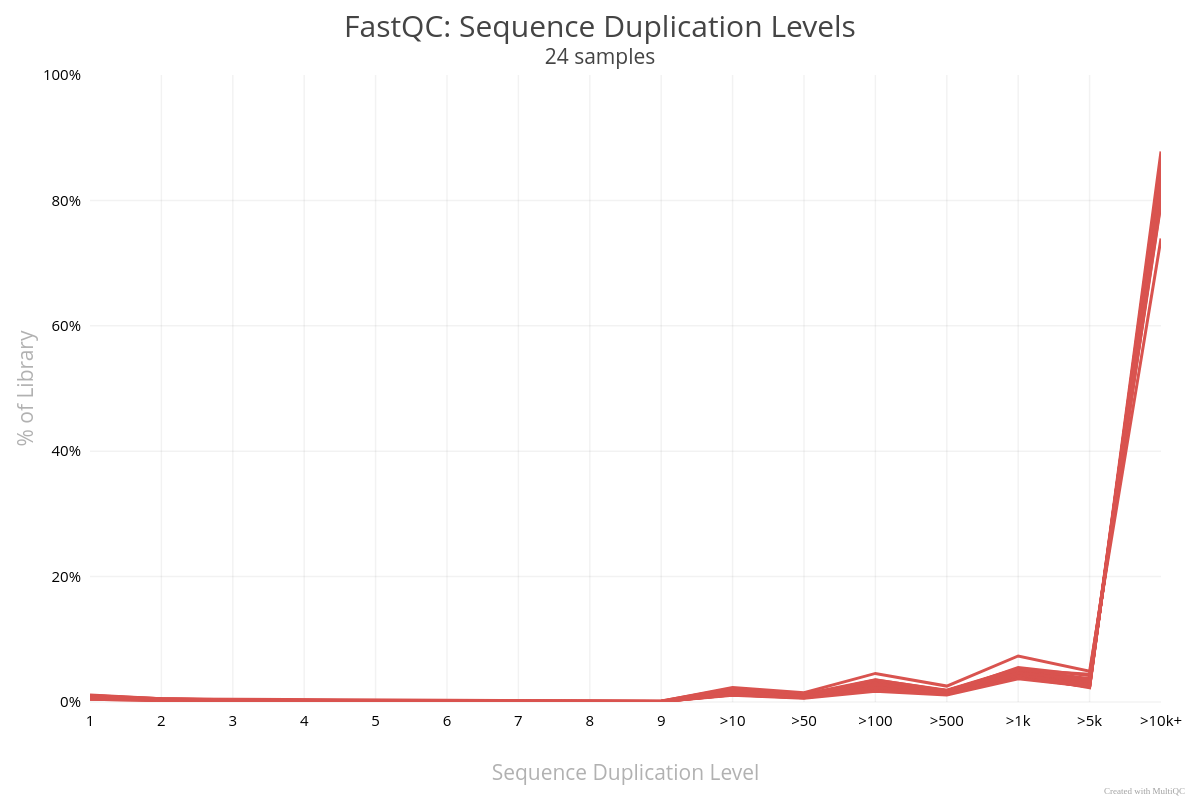 FastQC: Sequence Duplication Levels
24 samples
100%
80%
60%
40%
20%
0%
% of Library
1 2 3 4 5 6 7 8 9 >10 >50 >100 >500 >1k >5k >10k+
Sequence Duplication Level
Created with MultiQC